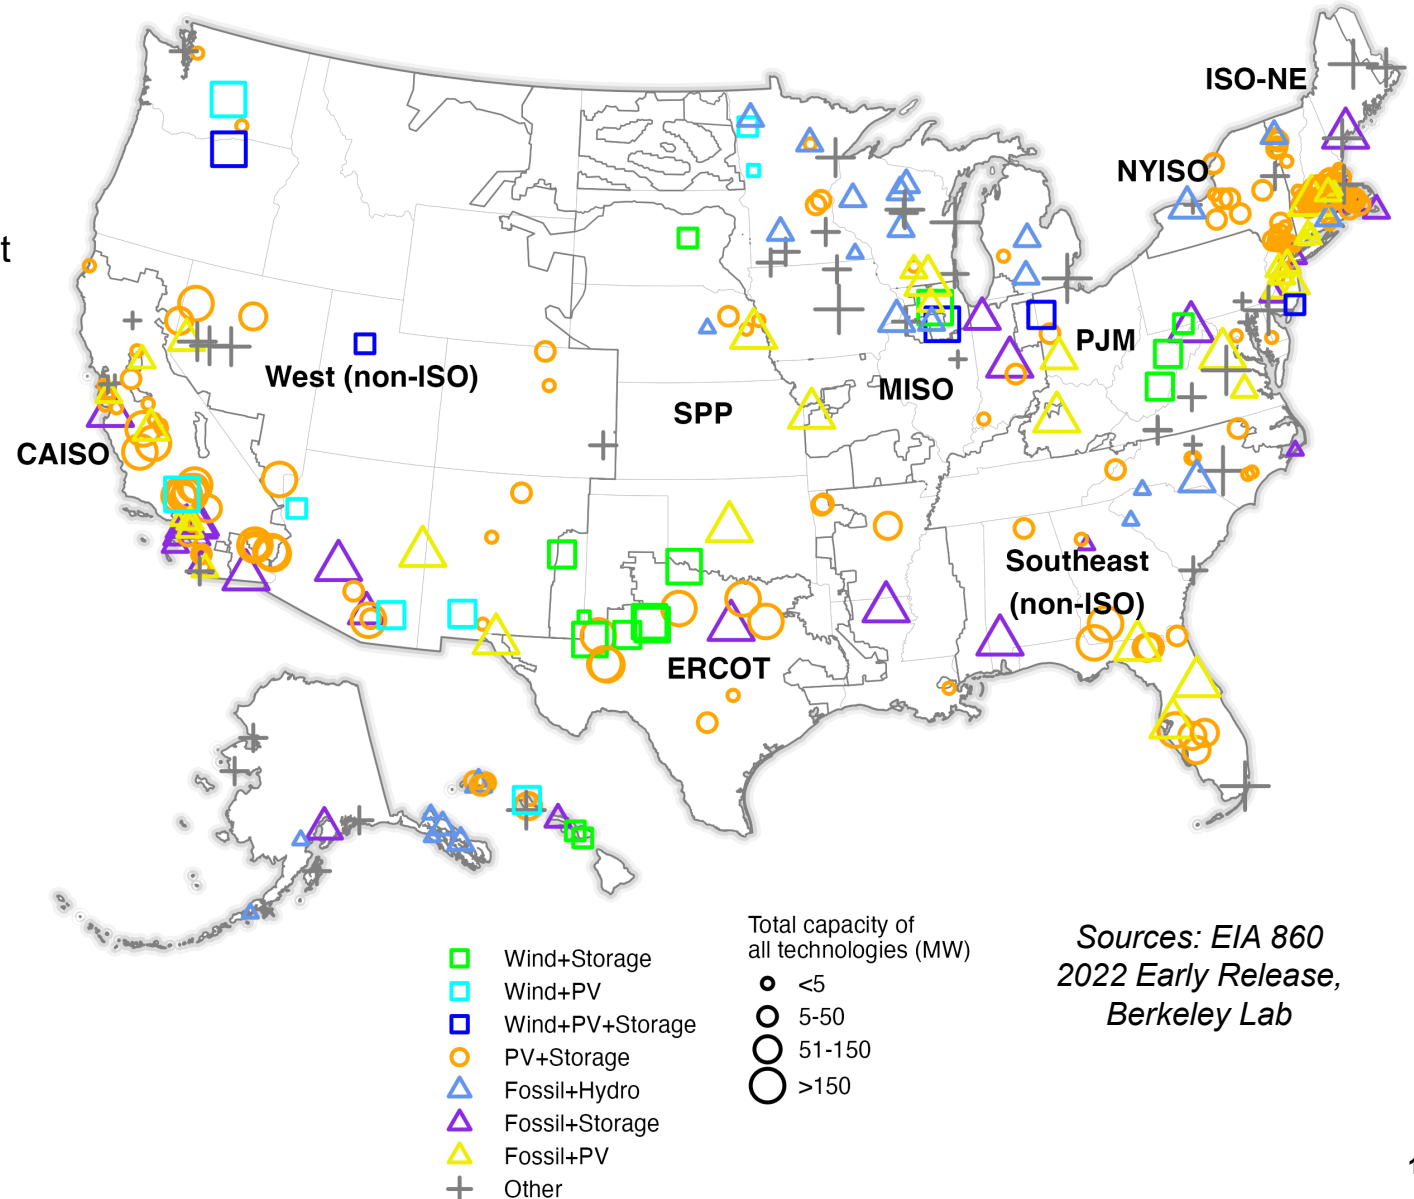 ISO-NE
NYISO
t
PJM
West (non-ISO)
MISO
SPP
CAISO
Southeast
(non-ISO)
ERCOT
Total capacity of
all technologies (MW)
<5
5-50
51-150
>150
Wind+Storage
Wind+PV
Wind+PV+Storage
PV+Storage
Fossil+Hydro
Fossil+Storage
Fossil+PV
Other
Sources: EIA 860
2022 Early Release,
Berkeley Lab